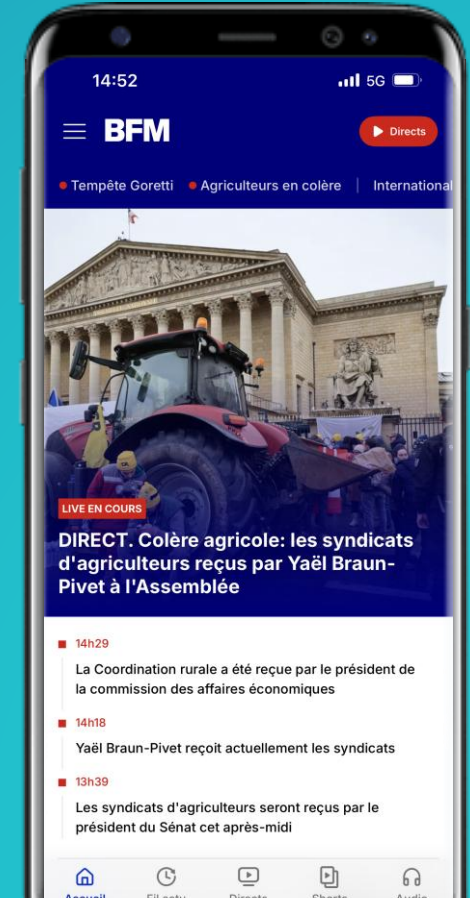 14:52
5G
BFM
Directs
Tempête Goretti
Agriculteurs en colère
International
LIVE EN COURS
DIRECT. Colère agricole: les syndicats
d'agriculteurs reçus par Yaël Braun-
Pivet à l'Assemblée
14h29
La Coordination rurale a été reçue par le président de
la commission des affaires économiques
14h18
Yaël Braun-Pivet reçoit actuellement les syndicats
13h39
Les syndicats d'agriculteurs seront reçus par le
président du Sénat cet après-midi
Accueil
Fil actu
Directs
Shorts
Audio